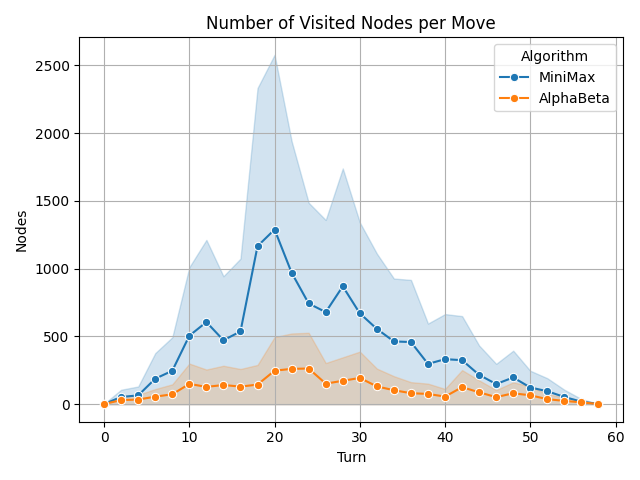 Number of Visited Nodes per Move
Algorithm
MiniMax
AlphaBeta
Nodes
2500
2000
1500
1000
500
0
0 10 20 30 40 50 60
Turn